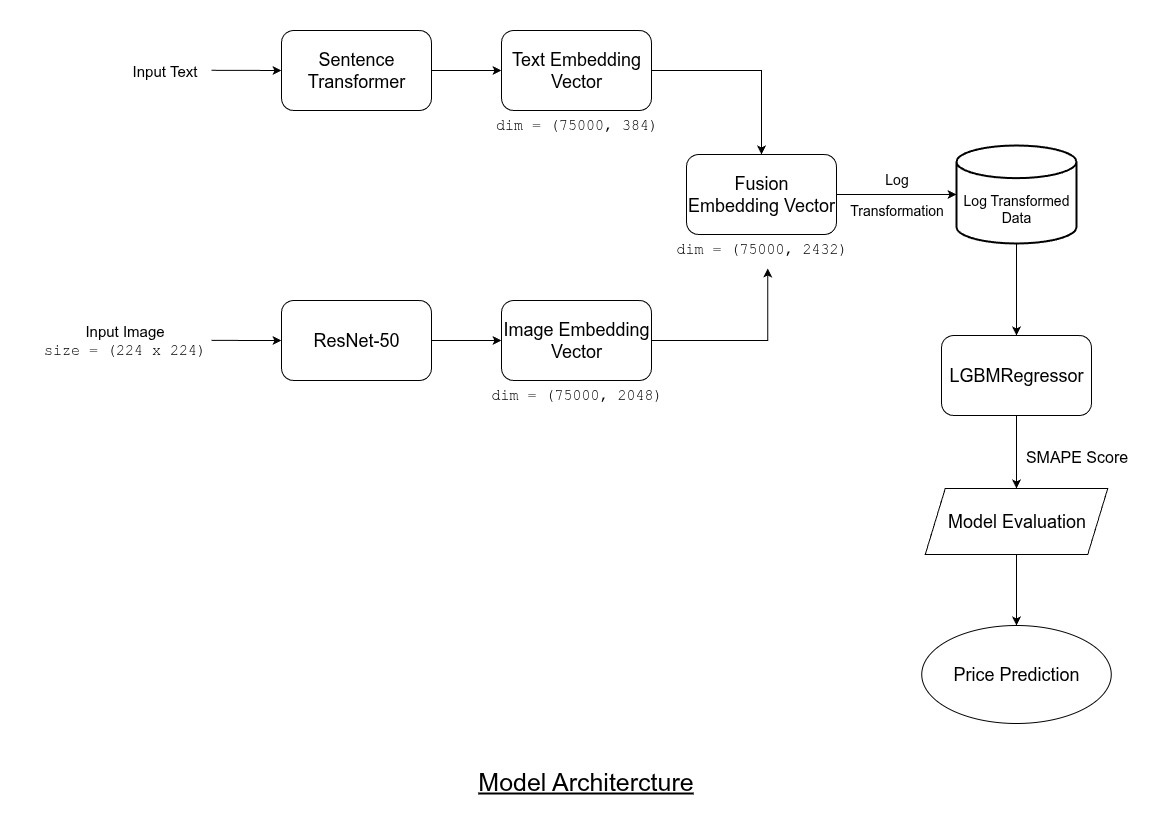 Input Text
Sentence
Transformer
Text Embedding
Vector
dim = (75000, 384)
Fusion
Embedding Vector
dim = (75000, 2432)
Log
Transformation
Log Transformed
Data
Input Image
size = (224 x 224)
ResNet-50
Image Embedding
Vector
dim = (75000, 2048)
LGBMRegressor
SMAPE Score
Model Evaluation
Price Prediction
Model Architercture